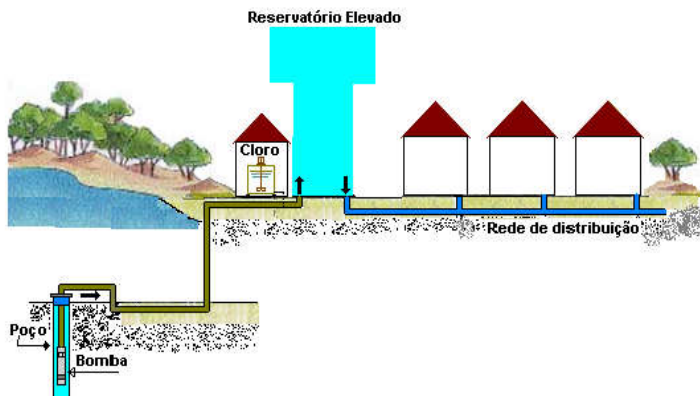 Reservatório Elevado
Cloro
Rede de distribuição
Poço
Bomba